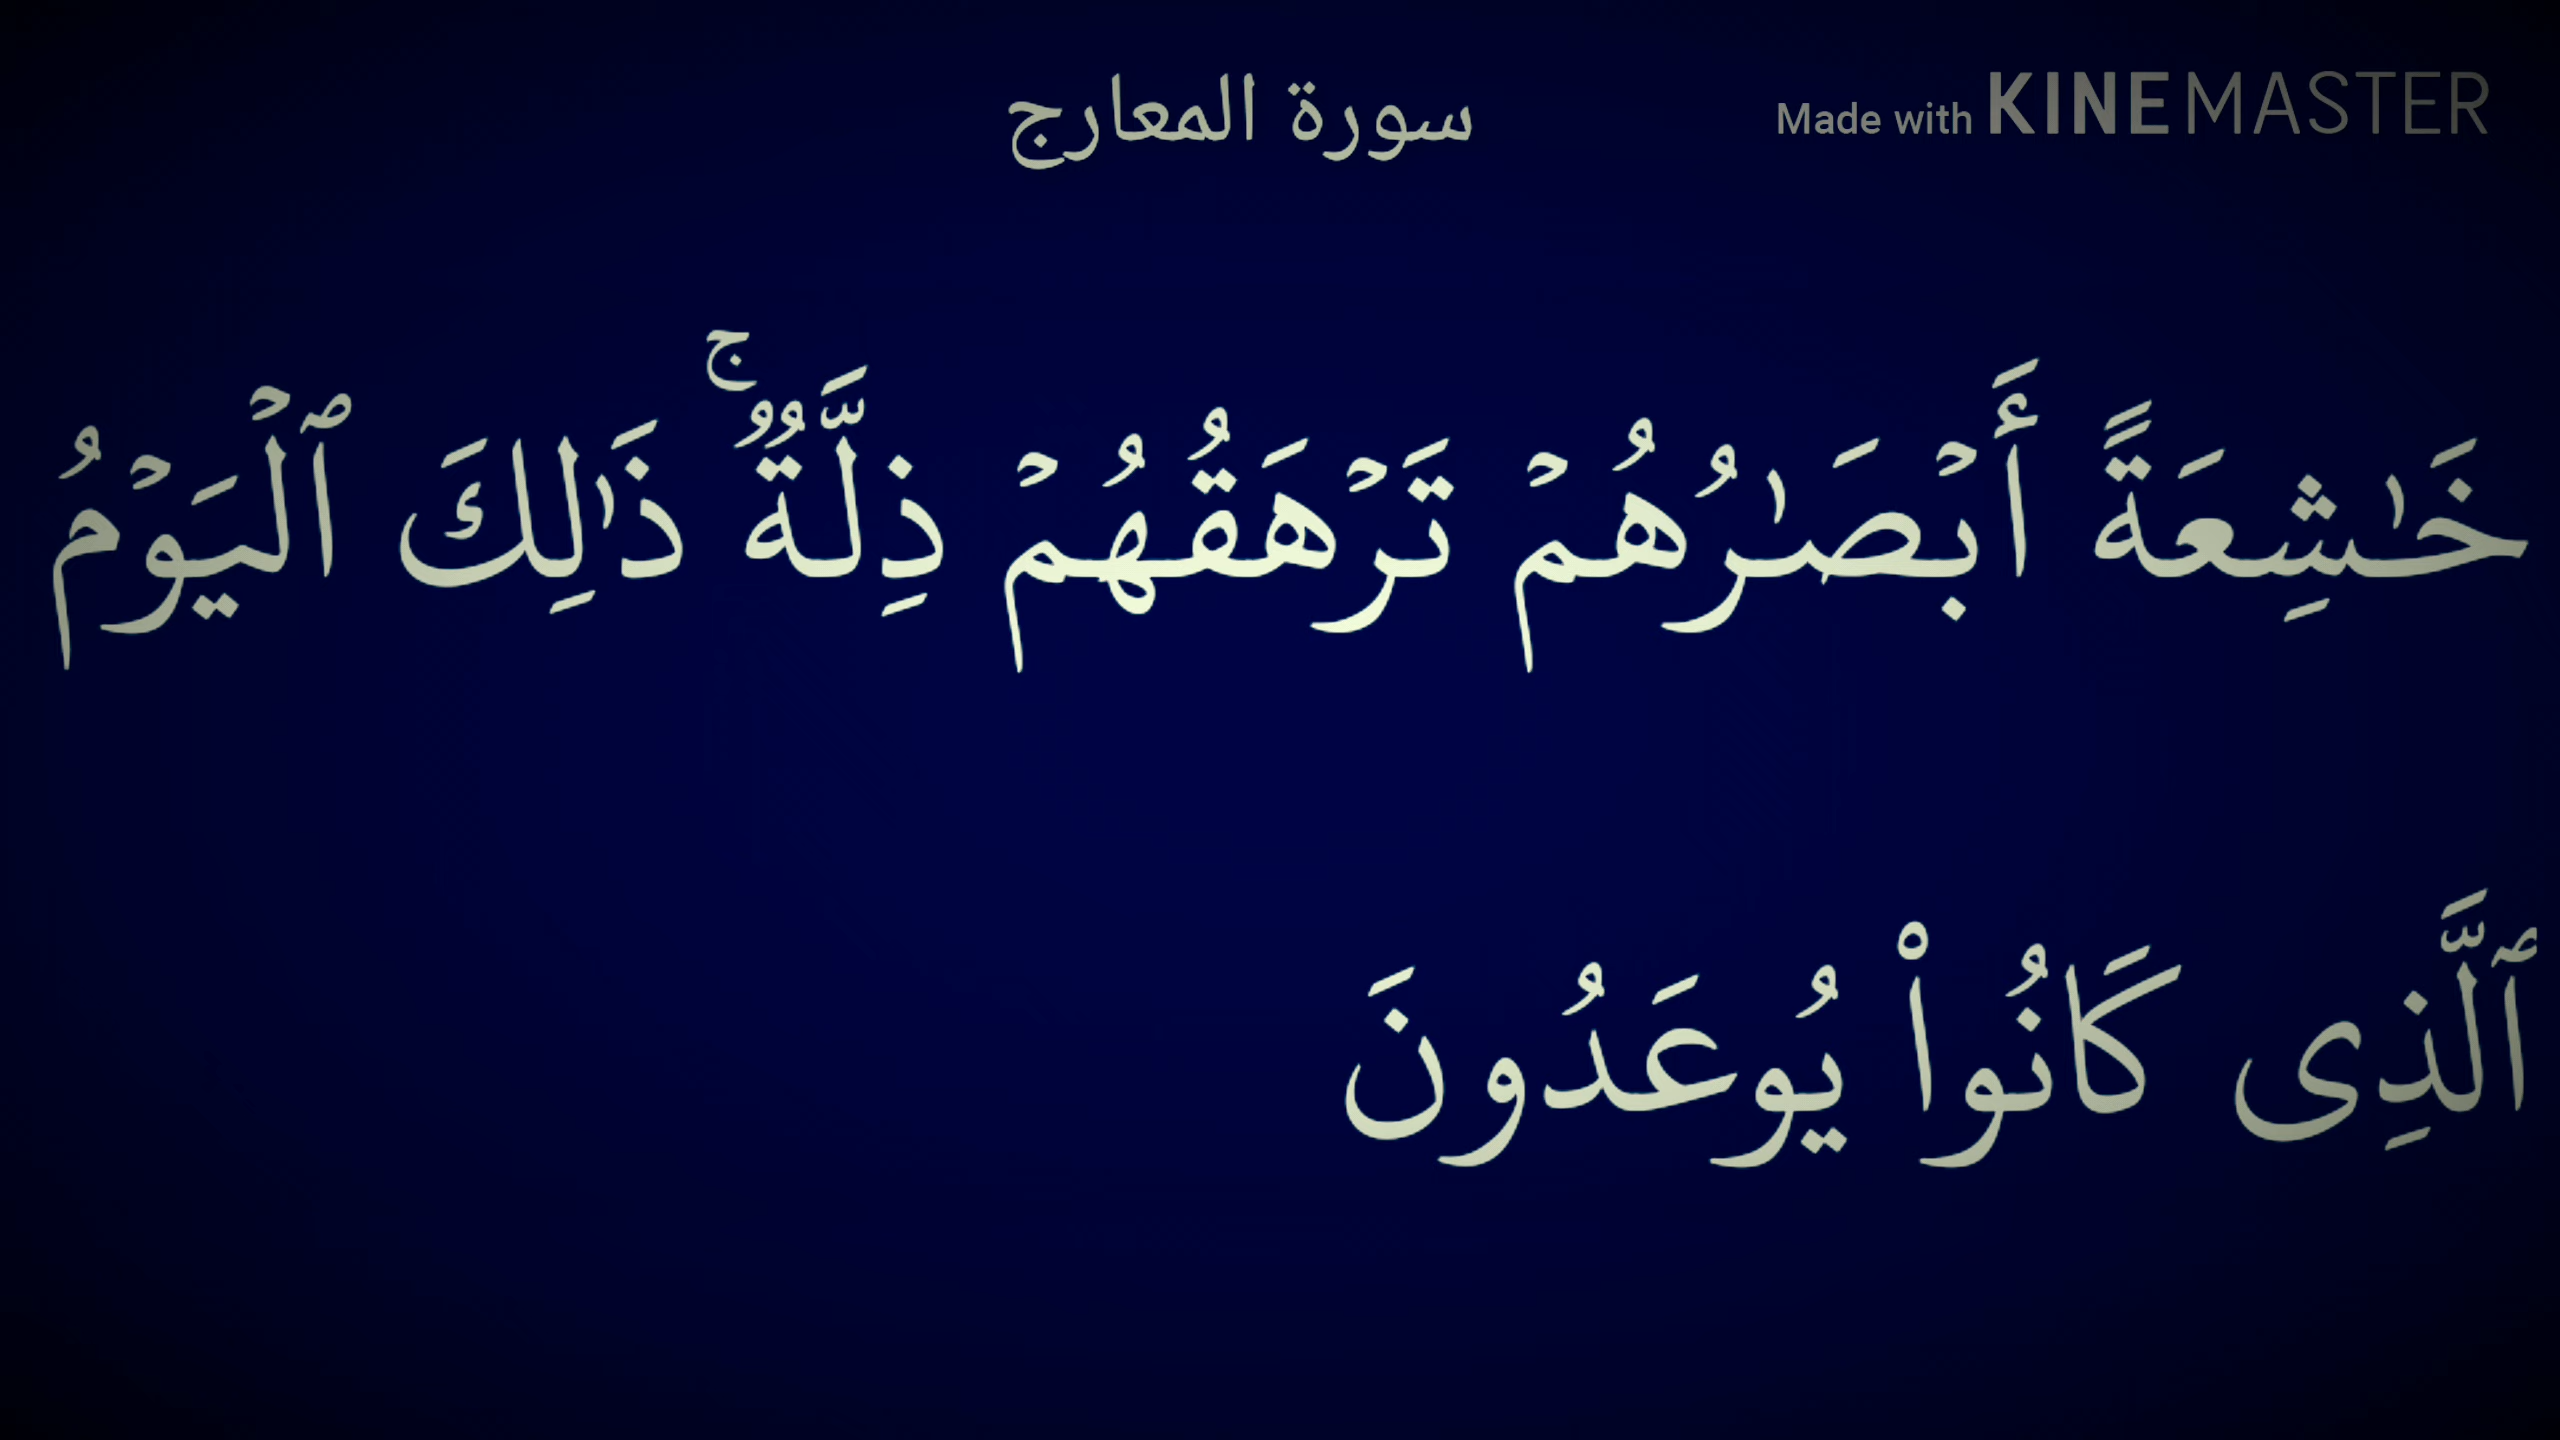 سورة المعارج
Made with KINEMASTER
خَٰشِعَةً أَبۡصَٰرُهُمۡ تَرۡهَقُهُمۡ ذِلَّةٌۚ ذَٰلِكَ ٱلۡيَوۡمُ
ٱلَّذِى كَانُوا۟ يُوعَدُونَ